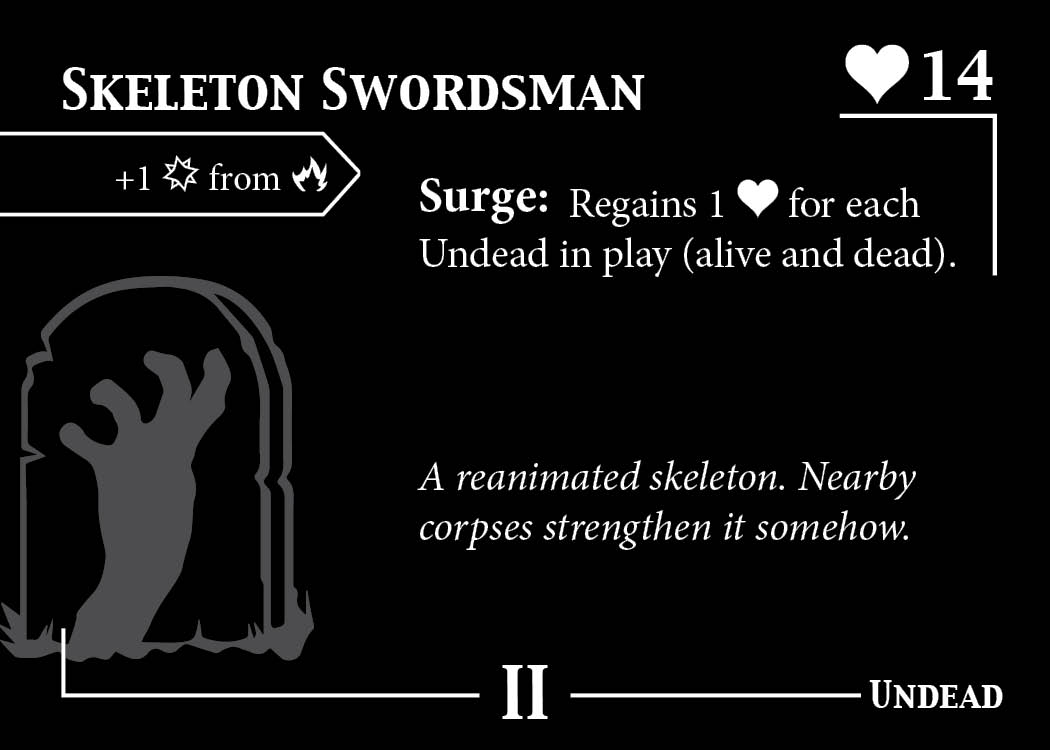 Skeleton Swordsman
14
+1 from
Surge: Regains 1 for each
Undead in play (alive and dead).
A reanimated skeleton. Nearby
corpses strengthen it somehow.
II
Undead